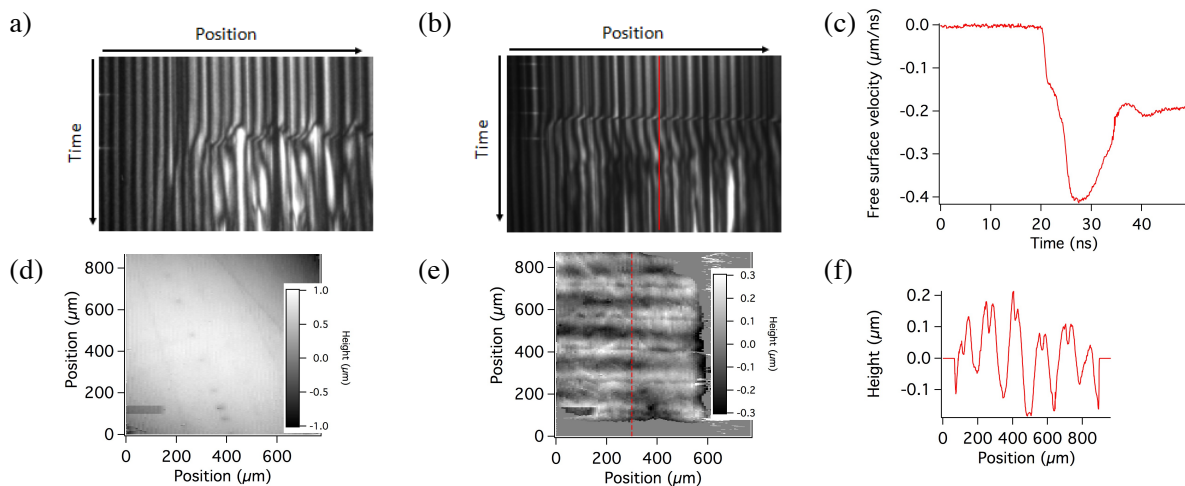 a)
Position
Time
b)
Position
Time
(c)
Free surface velocity (µm/ns)
0.0
-0.1
-0.2
-0.3
-0.4
0 10 20 30 40
Time (ns)
(d)
Position (µm)
800
600
400
200
0
0 200 400 600
Position (µm)
1.0
0.5
0.0
-0.5
-1.0
Height (µm)
(e)
Position (µm)
800
600
400
200
0
0 200 400 600
Position (µm)
0.3
0.2
0.1
0.0
-0.1
-0.2
-0.3
Height (µm)
(f)
Height (µm)
0.2
0.1
0.0
-0.1
0 200 400 600 800
Position (µm)